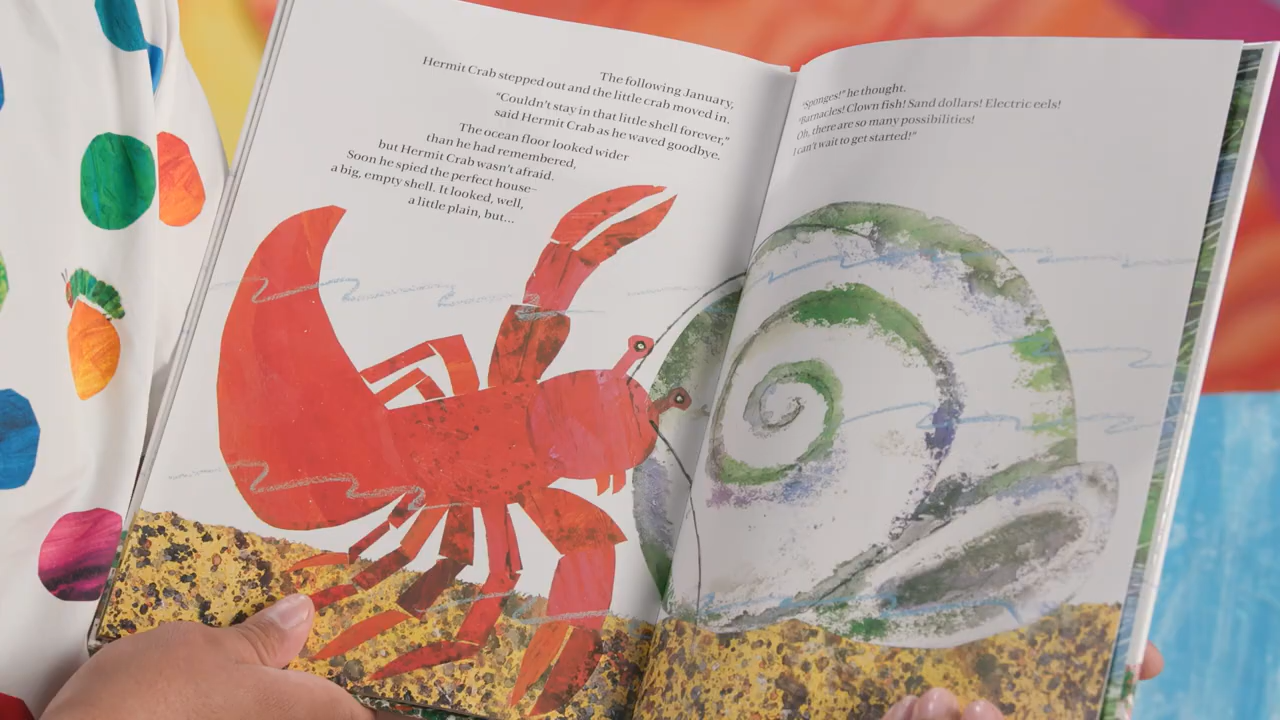 The following January,
Hermit Crab stepped out and the little crab moved in.
“Couldn’t stay in that little shell forever,”
said Hermit Crab as he waved goodbye.
The ocean floor looked wider
than he had remembered,
but Hermit Crab wasn’t afraid.
Soon he spied the perfect house–
a big, empty shell. It looked, well,
a little plain, but...
“Sponges!” he thought.
“Barnacles! Clown fish! Sand dollars! Electric eels!
Oh, there are so many possibilities!
I can’t wait to get started!”